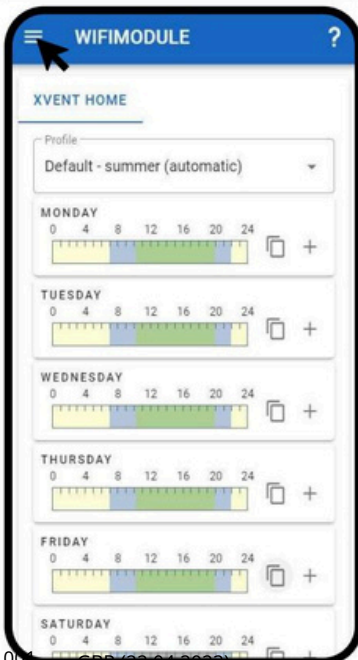 WIFIMODULE ?
XVENT HOME
Profile
Default - summer (automatic)
MONDAY
0 4 8 12 16 20 24
TUESDAY
0 4 8 12 16 20 24
WEDNESDAY
0 4 8 12 16 20 24
THURSDAY
0 4 8 12 16 20 24
FRIDAY
0 4 8 12 16 20 24
SATURDAY
0 4 8 12 16 20 24